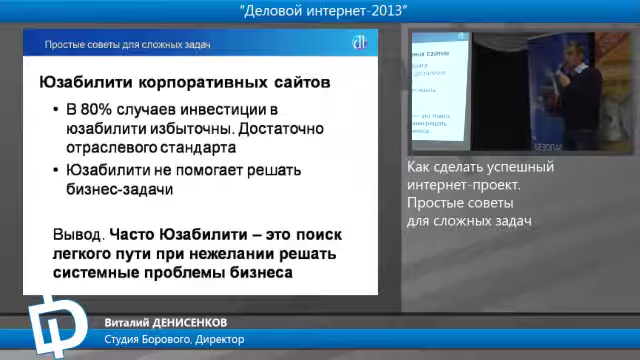 "Деловой интернет-2013"
Простые советы для сложных задач
Юзабилити корпоративных сайтов
• В 80% случаев инвестиции в
юзабилити избыточны. Достаточно
отраслевого стандарта
• Юзабилити не помогает решать
бизнес-задачи
Вывод. Часто Юзабилити – это поиск
легкого пути при нежелании решать
системные проблемы бизнеса
Как сделать успешный
интернет-проект.
Простые советы
для сложных задач
Виталий ДЕНИСЕНКОВ
Студия Борового, Директор